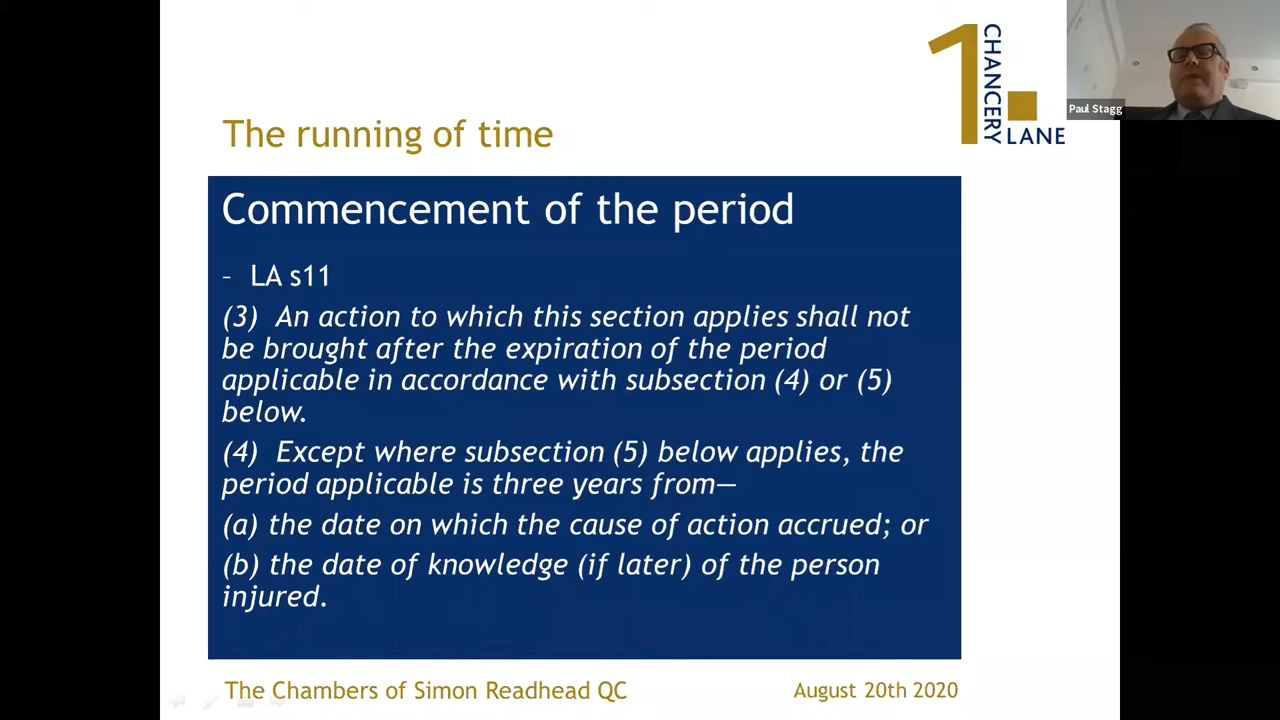 1 CHANCERY LANE
Paul Stagg
The running of time
Commencement of the period
– LA s11
(3) An action to which this section applies shall not
be brought after the expiration of the period
applicable in accordance with subsection (4) or (5)
below.
(4) Except where subsection (5) below applies, the
period applicable is three years from—
(a) the date on which the cause of action accrued; or
(b) the date of knowledge (if later) of the person
injured.
The Chambers of Simon Readhead QC
August 20th 2020